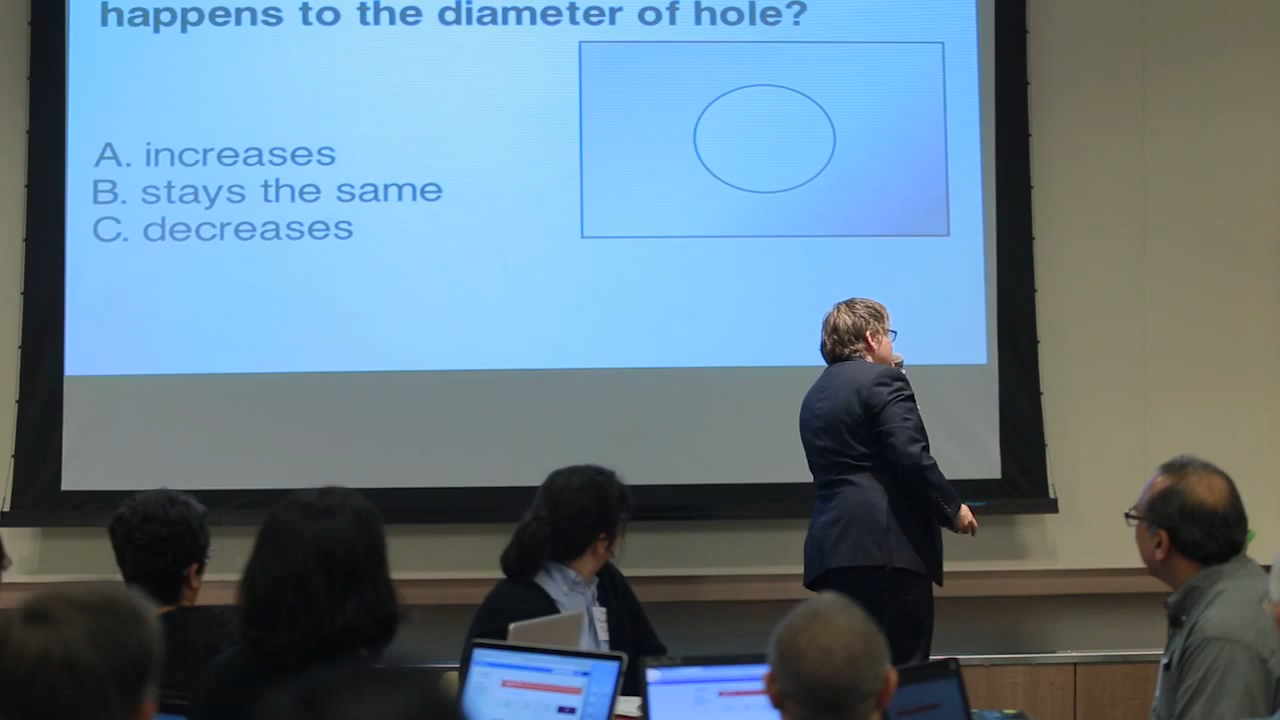 happens to the diameter of hole?
A. increases
B. stays the same
C. decreases